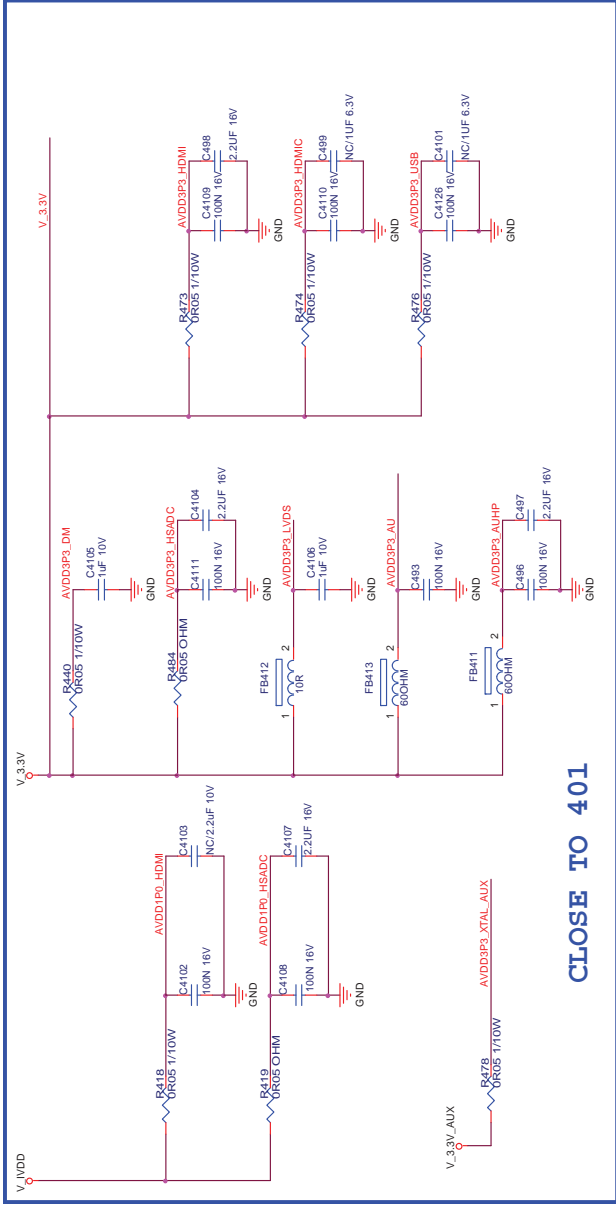 V_IVDD
R418
0R05 1/10W
AVDD1P0_HDMI
C4102
100N 16V
C4103
NC/2.2uF 10V
GND
R419
0R05 OHM
AVDD1P0_HSADC
C4108
100N 16V
C4107
2.2UF 16V
GND
V_3.3V_AUX
R478
0R05 1/10W
AVDD3P3_XTAL_AUX
CLOSE TO 401
V_3.3V
R440
0R05 1/10W
AVDD3P3_DM
C4105
1uF 10V
GND
R484
0R05 OHM
AVDD3P3_HSADC
C4111
100N 16V
C4104
2.2UF 16V
GND
FB412
10R
1
2
AVDD3P3_LVDS
C4106
1uF 10V
GND
FB413
60OHM
1
2
AVDD3P3_AU
C493
100N 16V
GND
FB411
60OHM
1
2
AVDD3P3_AUHP
C496
100N 16V
C497
2.2UF 16V
GND
V_3.3V
R473
0R05 1/10W
AVDD3P3_HDMI
C4109
100N 16V
C498
2.2UF 16V
GND
R474
0R05 1/10W
AVDD3P3_HDMIC
C4110
100N 16V
C499
NC/1UF 6.3V
GND
R476
0R05 1/10W
AVDD3P3_USB
C4126
100N 16V
C4101
NC/1UF 6.3V
GND